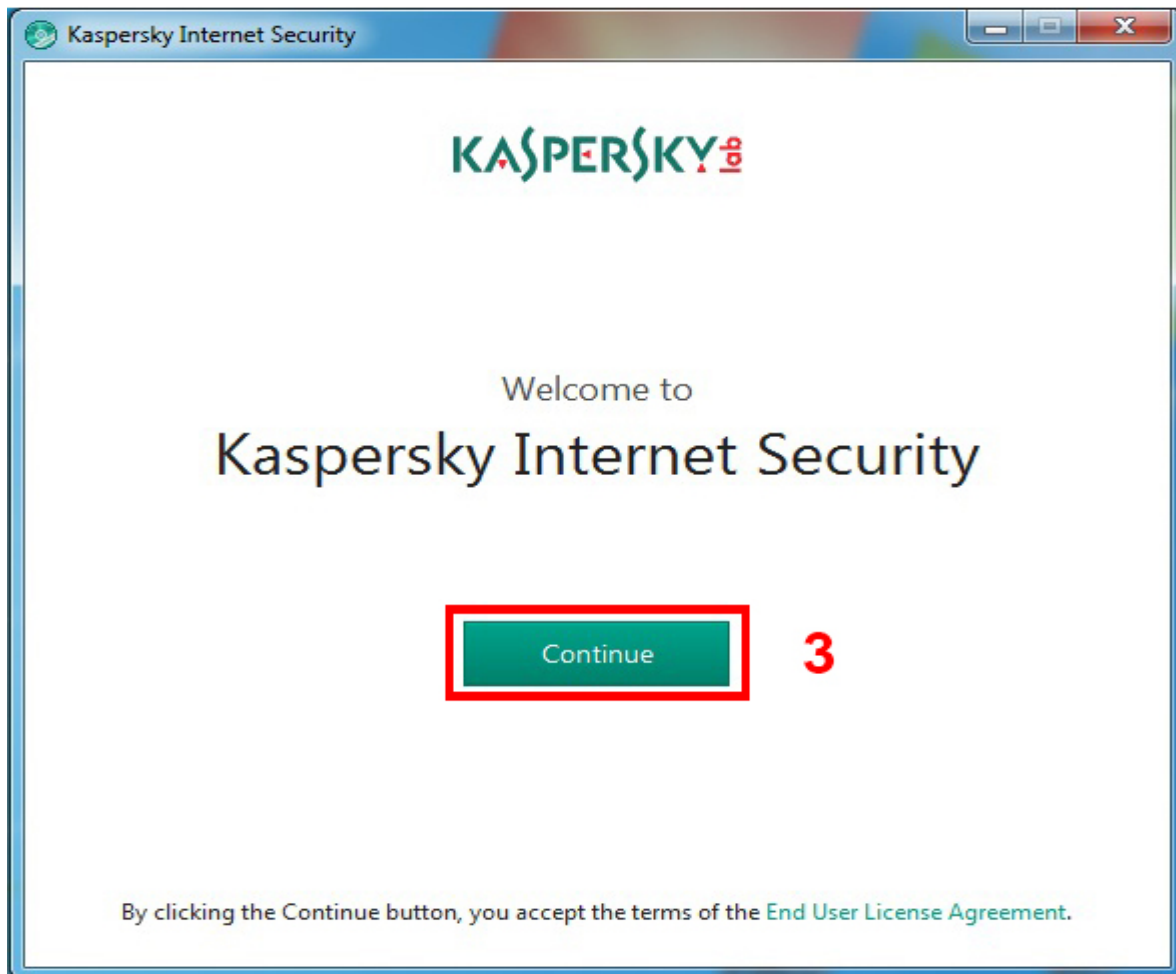 Kaspersky Internet Security
KASPERSKY lab
Welcome to
Kaspersky Internet Security
Continue
3
By clicking the Continue button, you accept the terms of the End User License Agreement.